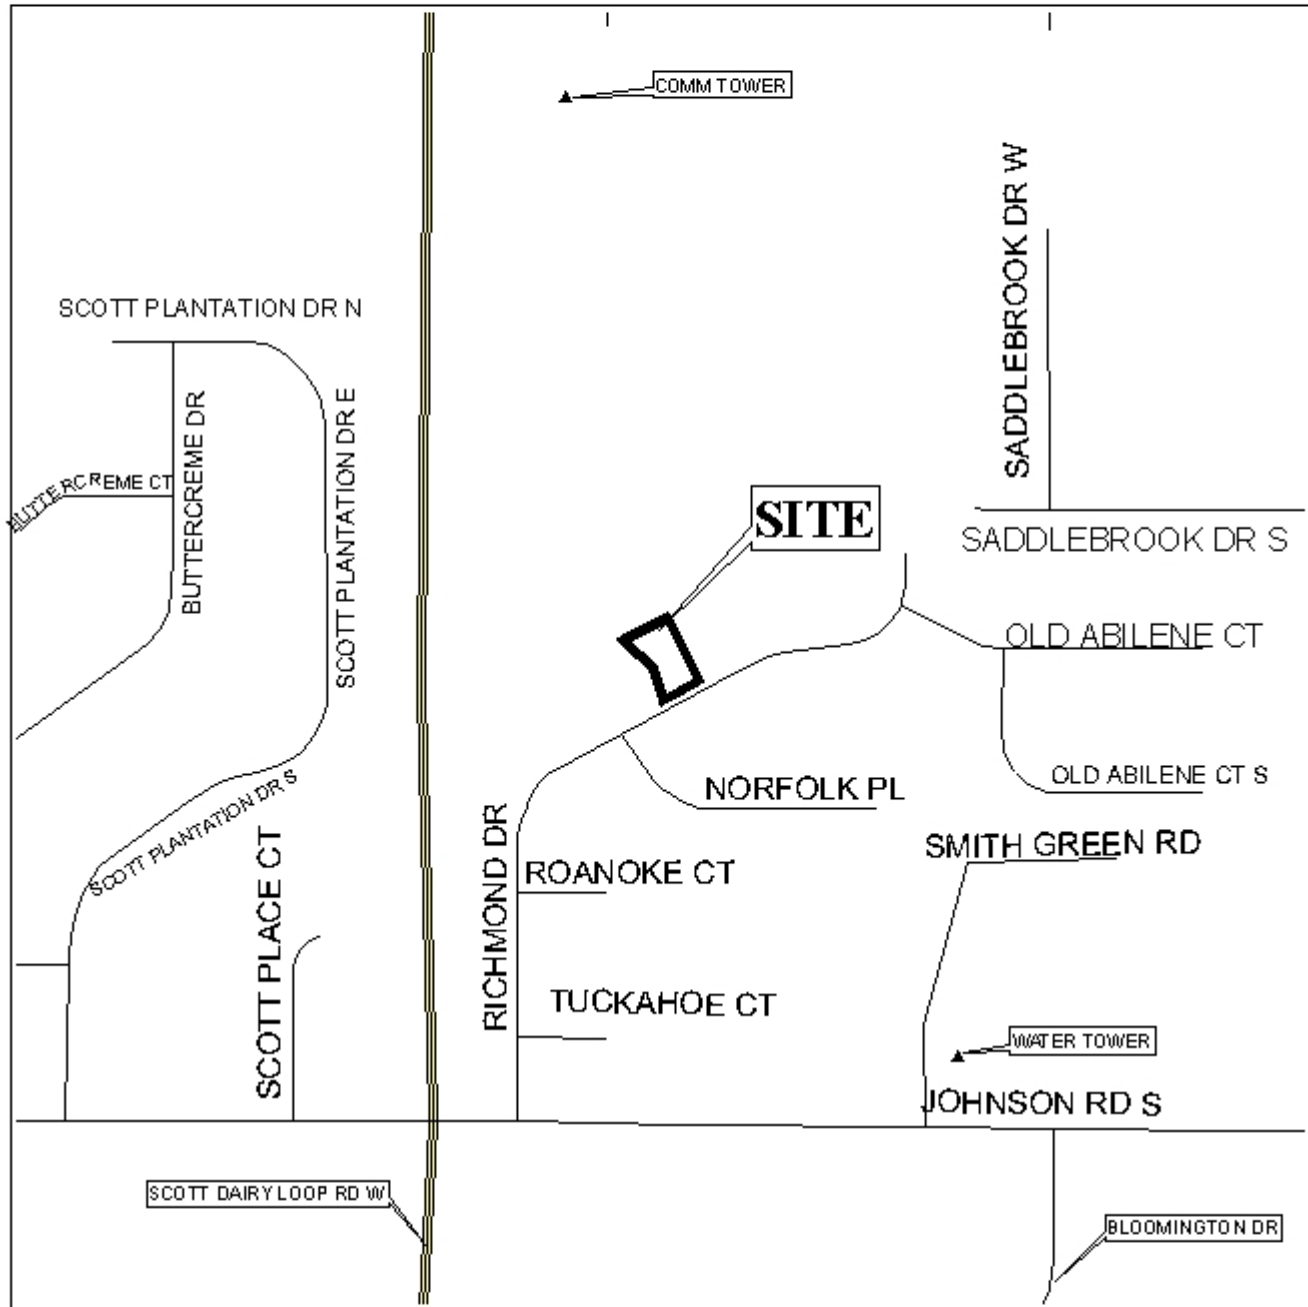 COMM TOWER
SADDLEBROOK DR W
SCOTT PLANTATION DR N
BUTTERCREME DR
SCOTT PLANTATION DR E
BUTTERCREME CT
SITE
SADDLEBROOK DR S
OLD ABILENE CT
OLD ABILENE CT S
SCOTT PLANTATION DR S
NORFOLK PL
SMITH GREEN RD
SCOTT PLACE CT
RICHMOND DR
ROANOKE CT
TUCKAHOE CT
WATER TOWER
JOHNSON RD S
SCOTT DAIRY LOOP RD W
BLOOMINGTON DR